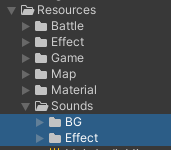 Resources
Battle
Effect
Game
Map
Material
Sounds
BG
Effect